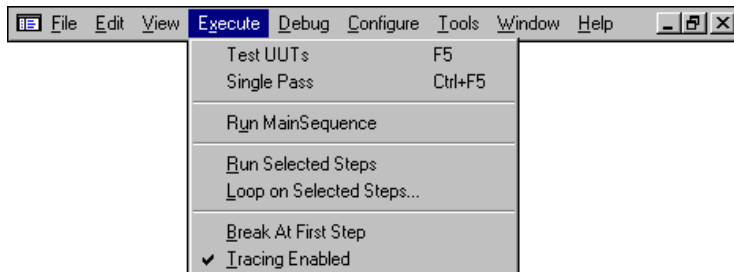 File Edit View Execute Debug Configure Tools Window Help
Test UUTs F5
Single Pass Ctrl+F5
Run MainSequence
Run Selected Steps
Loop on Selected Steps...
Break At First Step
Tracing Enabled